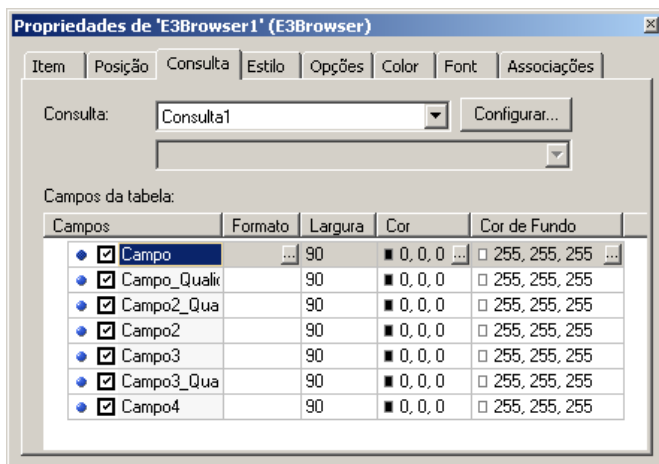 Propriedades de 'E3Browser1' (E3Browser)
Item Posição Consulta Estilo Opções Color Font Associações
Consulta: Consulta1 Configurar...
Campos da tabela:
Campos Formato Largura Cor Cor de Fundo
Campo ... 90 0, 0, 0 ... 255, 255, 255 ...
Campo_Qualid 90 0, 0, 0 255, 255, 255
Campo2_Qua 90 0, 0, 0 255, 255, 255
Campo2 90 0, 0, 0 255, 255, 255
Campo3 90 0, 0, 0 255, 255, 255
Campo3_Qua 90 0, 0, 0 255, 255, 255
Campo4 90 0, 0, 0 255, 255, 255